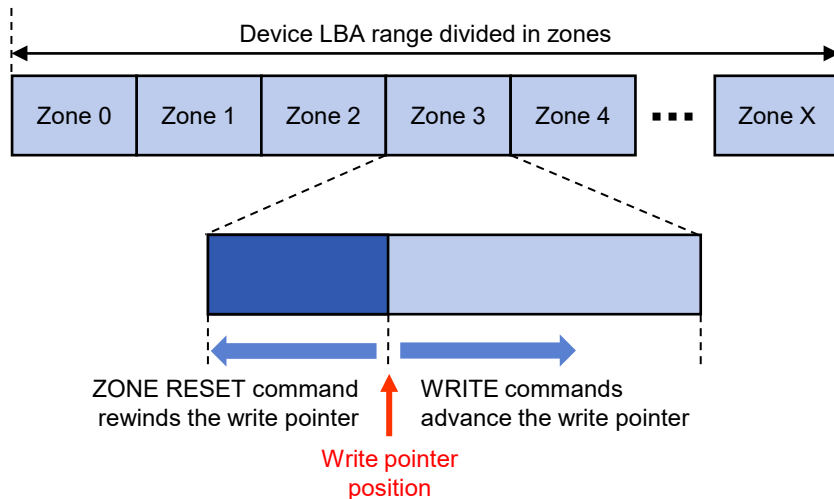 Device LBA range divided in zones
Zone 0 Zone 1 Zone 2 Zone 3 Zone 4 ▪▪▪ Zone X
ZONE RESET command
rewinds the write pointer
WRITE commands
advance the write pointer
Write pointer
position